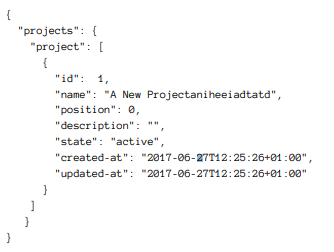 {
"projects": {
"project": [
{
"id": 1,
"name": "A New Projectaniheeiadtatd",
"position": 0,
"description": "",
"state": "active",
"created-at": "2017-06-27T12:25:26+01:00",
"updated-at": "2017-06-27T12:25:26+01:00"
}
]
}
}